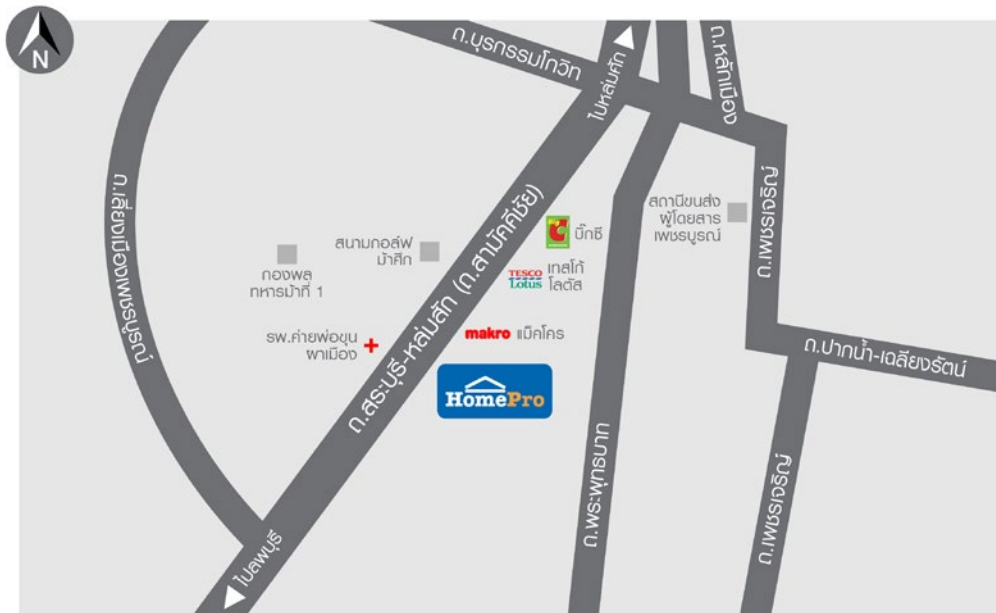 N
ถ.บุรกรรมโกวิท
ไปหล่มสัก
ถ.หลักเมือง
ถ.เลี่ยงเมืองเพชรบูรณ์
ถ.สระบุรี-หล่มสัก (ถ.สามัคคีชัย)
สถานีขนส่ง
ผู้โดยสาร
เพชรบูรณ์
ถ.เพชรเจริญ
บิ๊กซี
สนามกอล์ฟ
ม้าศึก
กองพล
ทหารม้าที่ 1
TESCO
Lotus
เทสโก้
โลตัส
makro แม็คโคร
รพ.ค่ายพ่อขุน
ผาเมือง
HomePro
ถ.ปากน้ำ-เฉลียงรัตน์
ถ.พระพุทธบาท
ถ.เพชรเจริญ
ไปลพบุรี